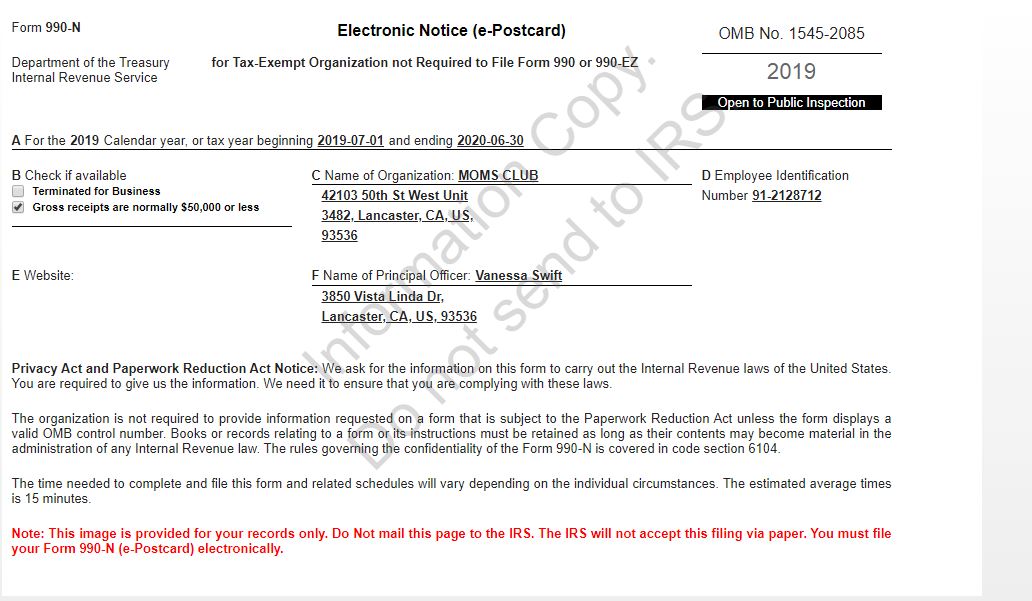 Form 990-N
Electronic Notice (e-Postcard)
OMB No. 1545-2085
Department of the Treasury
Internal Revenue Service
for Tax-Exempt Organization not Required to File Form 990 or 990-EZ
2019
Open to Public Inspection
A For the 2019 Calendar year, or tax year beginning 2019-07-01 and ending 2020-06-30
B Check if available
Terminated for Business
Gross receipts are normally $50,000 or less
C Name of Organization: MOMS CLUB
42103 50th St West Unit
3482, Lancaster, CA, US,
93536
D Employee Identification
Number 91-2128712
E Website:
F Name of Principal Officer: Vanessa Swift
3850 Vista Linda Dr,
Lancaster, CA, US, 93536
Information Copy.
Do not send to IRS.
Privacy Act and Paperwork Reduction Act Notice: We ask for the information on this form to carry out the Internal Revenue laws of the United States.
You are required to give us the information. We need it to ensure that you are complying with these laws.
The organization is not required to provide information requested on a form that is subject to the Paperwork Reduction Act unless the form displays a
valid OMB control number. Books or records relating to a form or its instructions must be retained as long as their contents may become material in the
administration of any Internal Revenue law. The rules governing the confidentiality of the Form 990-N is covered in code section 6104.
The time needed to complete and file this form and related schedules will vary depending on the individual circumstances. The estimated average times
is 15 minutes.
Note: This image is provided for your records only. Do Not mail this page to the IRS. The IRS will not accept this filing via paper. You must file
your Form 990-N (e-Postcard) electronically.